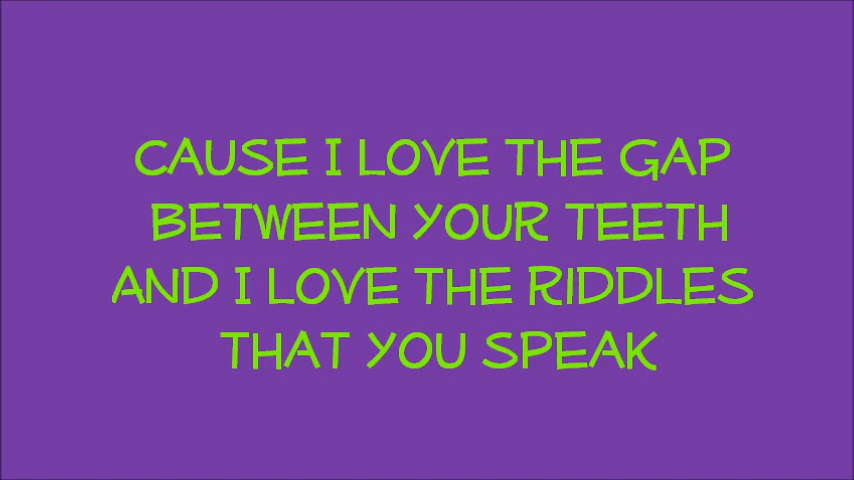 CAUSE I LOVE THE GAP
BETWEEN YOUR TEETH
AND I LOVE THE RIDDLES
THAT YOU SPEAK